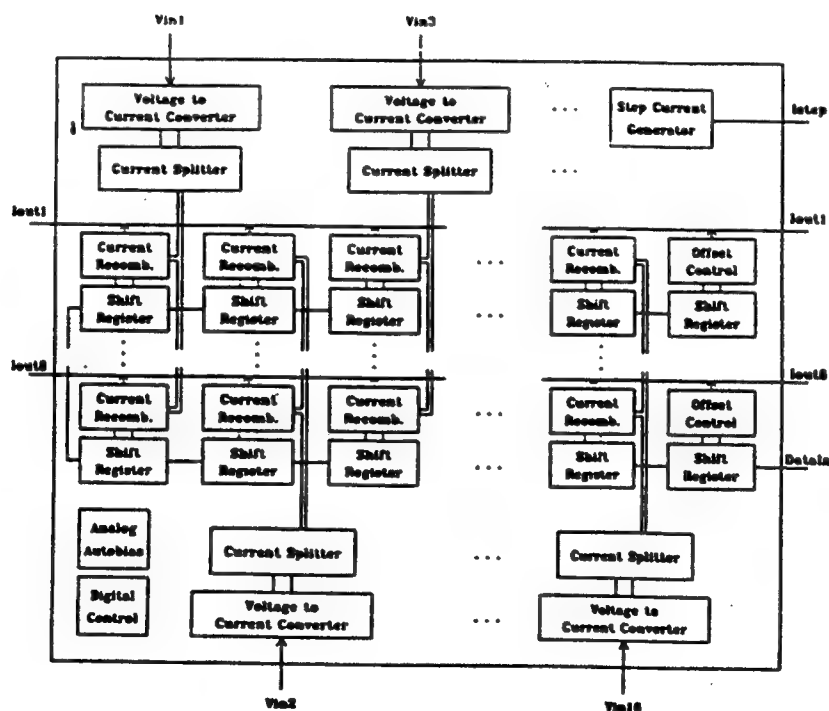 Vin1
Vin3
Voltage to
Current Converter
Voltage to
Current Converter
...
Step Current
Generator
Istep
Current Splitter
Current Splitter
...
Iout1
Iout1
Current
Recomb.
Current
Recomb.
Current
Recomb.
...
Current
Recomb.
Offset
Control
Shift
Register
Shift
Register
Shift
Register
...
Shift
Register
Shift
Register
Iout8
Iout8
Current
Recomb.
Current
Recomb.
Current
Recomb.
...
Current
Recomb.
Offset
Control
Shift
Register
Shift
Register
Shift
Register
...
Shift
Register
Shift
Register
DataIn
Analog
Autobias
Current Splitter
...
Current Splitter
Digital
Control
Voltage to
Current Converter
...
Voltage to
Current Converter
Vin2
Vin16